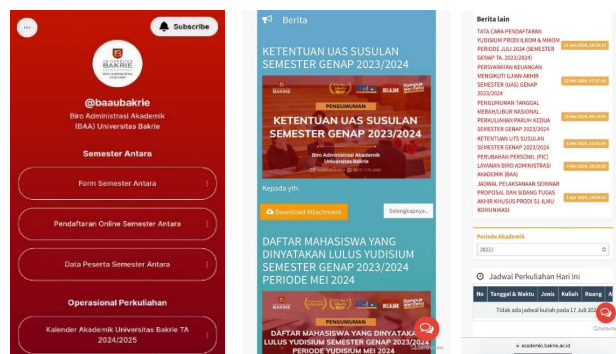 Subscribe
BAKRIE
@baaubakrie
Biro Administrasi Akademik
(BAA) Universitas Bakrie
Semester Antara
Form Semester Antara
Pendaftaran Online Semester Antara
Data Peserta Semester Antara
Operasional Perkuliahan
Kalender Akademik Universitas Bakrie TA
2024/2025
Berita
KETENTUAN UAS SUSULAN
SEMESTER GENAP 2023/2024
BAKRIE
PENGUMUMAN
KETENTUAN UAS SUSULAN
SEMESTER GENAP 2023/2024
Biro Administrasi Akademik
Universitas Bakrie
Kepada yth.
Download Attachment
Selengkapnya..
DAFTAR MAHASISWA YANG
DINYATAKAN LULUS YUDISIUM
SEMESTER GENAP 2023/2024
PERIODE MEI 2024
PENGUMUMAN
DAFTAR MAHASISWA YANG DINYATAKAN
LULUS YUDISIUM SEMESTER GENAP 2023/2024
PERIODE YUDISIUM MEI 2024
Berita lain
TATA CARA PENDAFTARAN
YUDISIUM PRODI ILKOM & MIKOM
PERIODE JULI 2024 (SEMESTER
GENAP TA. 2023/2024)
PERSYARATAN KEUANGAN
MENGIKUTI UJIAN AKHIR
SEMESTER (UAS) GENAP
2023/2024
PENGUMUMAN TANGGAL
MERAH/LIBUR NASIONAL
PERKULIAHAN PARUH KEDUA
SEMESTER GENAP 2023/2024
KETENTUAN UTS SUSULAN
SEMESTER GENAP 2023/2024
PERUBAHAN PERSONIL (PIC)
LAYANAN BIRO ADMINISTRASI
AKADEMIK (BAA)
JADWAL PELAKSANAAN SEMINAR
PROPOSAL DAN SIDANG TUGAS
AKHIR KHUSUS PRODI S1-ILMU
KOMUNIKASI
Periode Akademik
20221
Jadwal Perkuliahan Hari Ini
No Tanggal & Waktu Jenis Kuliah Ruang
Tidak ada jadwal kuliah pada 17 Juli
academic.bakrie.ac.id